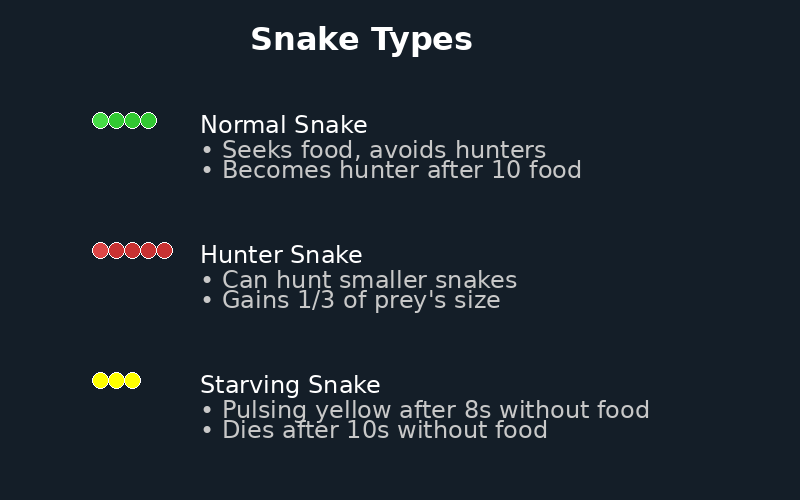 Snake Types
Normal Snake
• Seeks food, avoids hunters
• Becomes hunter after 10 food
Hunter Snake
• Can hunt smaller snakes
• Gains 1/3 of prey's size
Starving Snake
• Pulsing yellow after 8s without food
• Dies after 10s without food